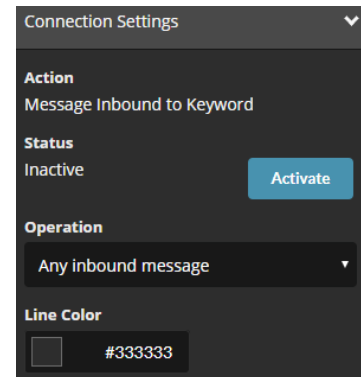 Connection Settings
Action
Message Inbound to Keyword
Status
Inactive
Activate
Operation
Any inbound message
Line Color
#333333